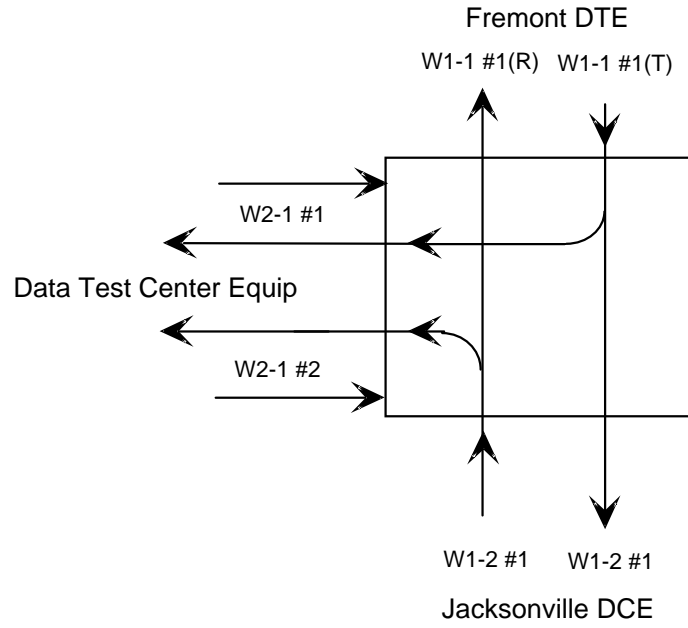 Fremont DTE
W1-1 #1(R) W1-1 #1(T)
W2-1 #1
Data Test Center Equip
W2-1 #2
W1-2 #1 W1-2 #1
Jacksonville DCE